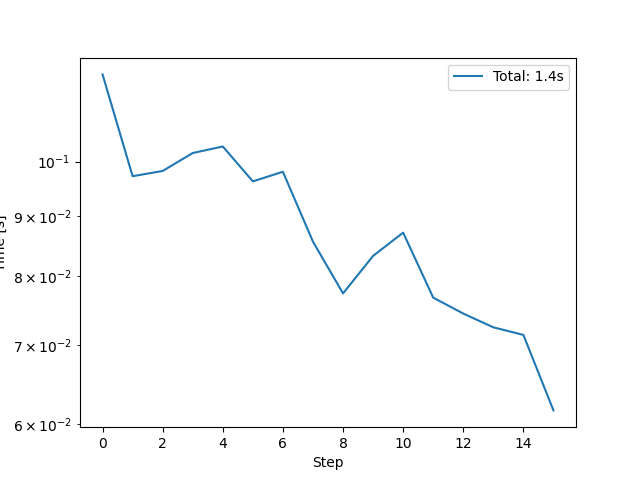 Total: 1.4s
10⁻¹
9 × 10⁻²
8 × 10⁻²
7 × 10⁻²
6 × 10⁻²
[s]
0 2 4 6 8 10 12 14
Step